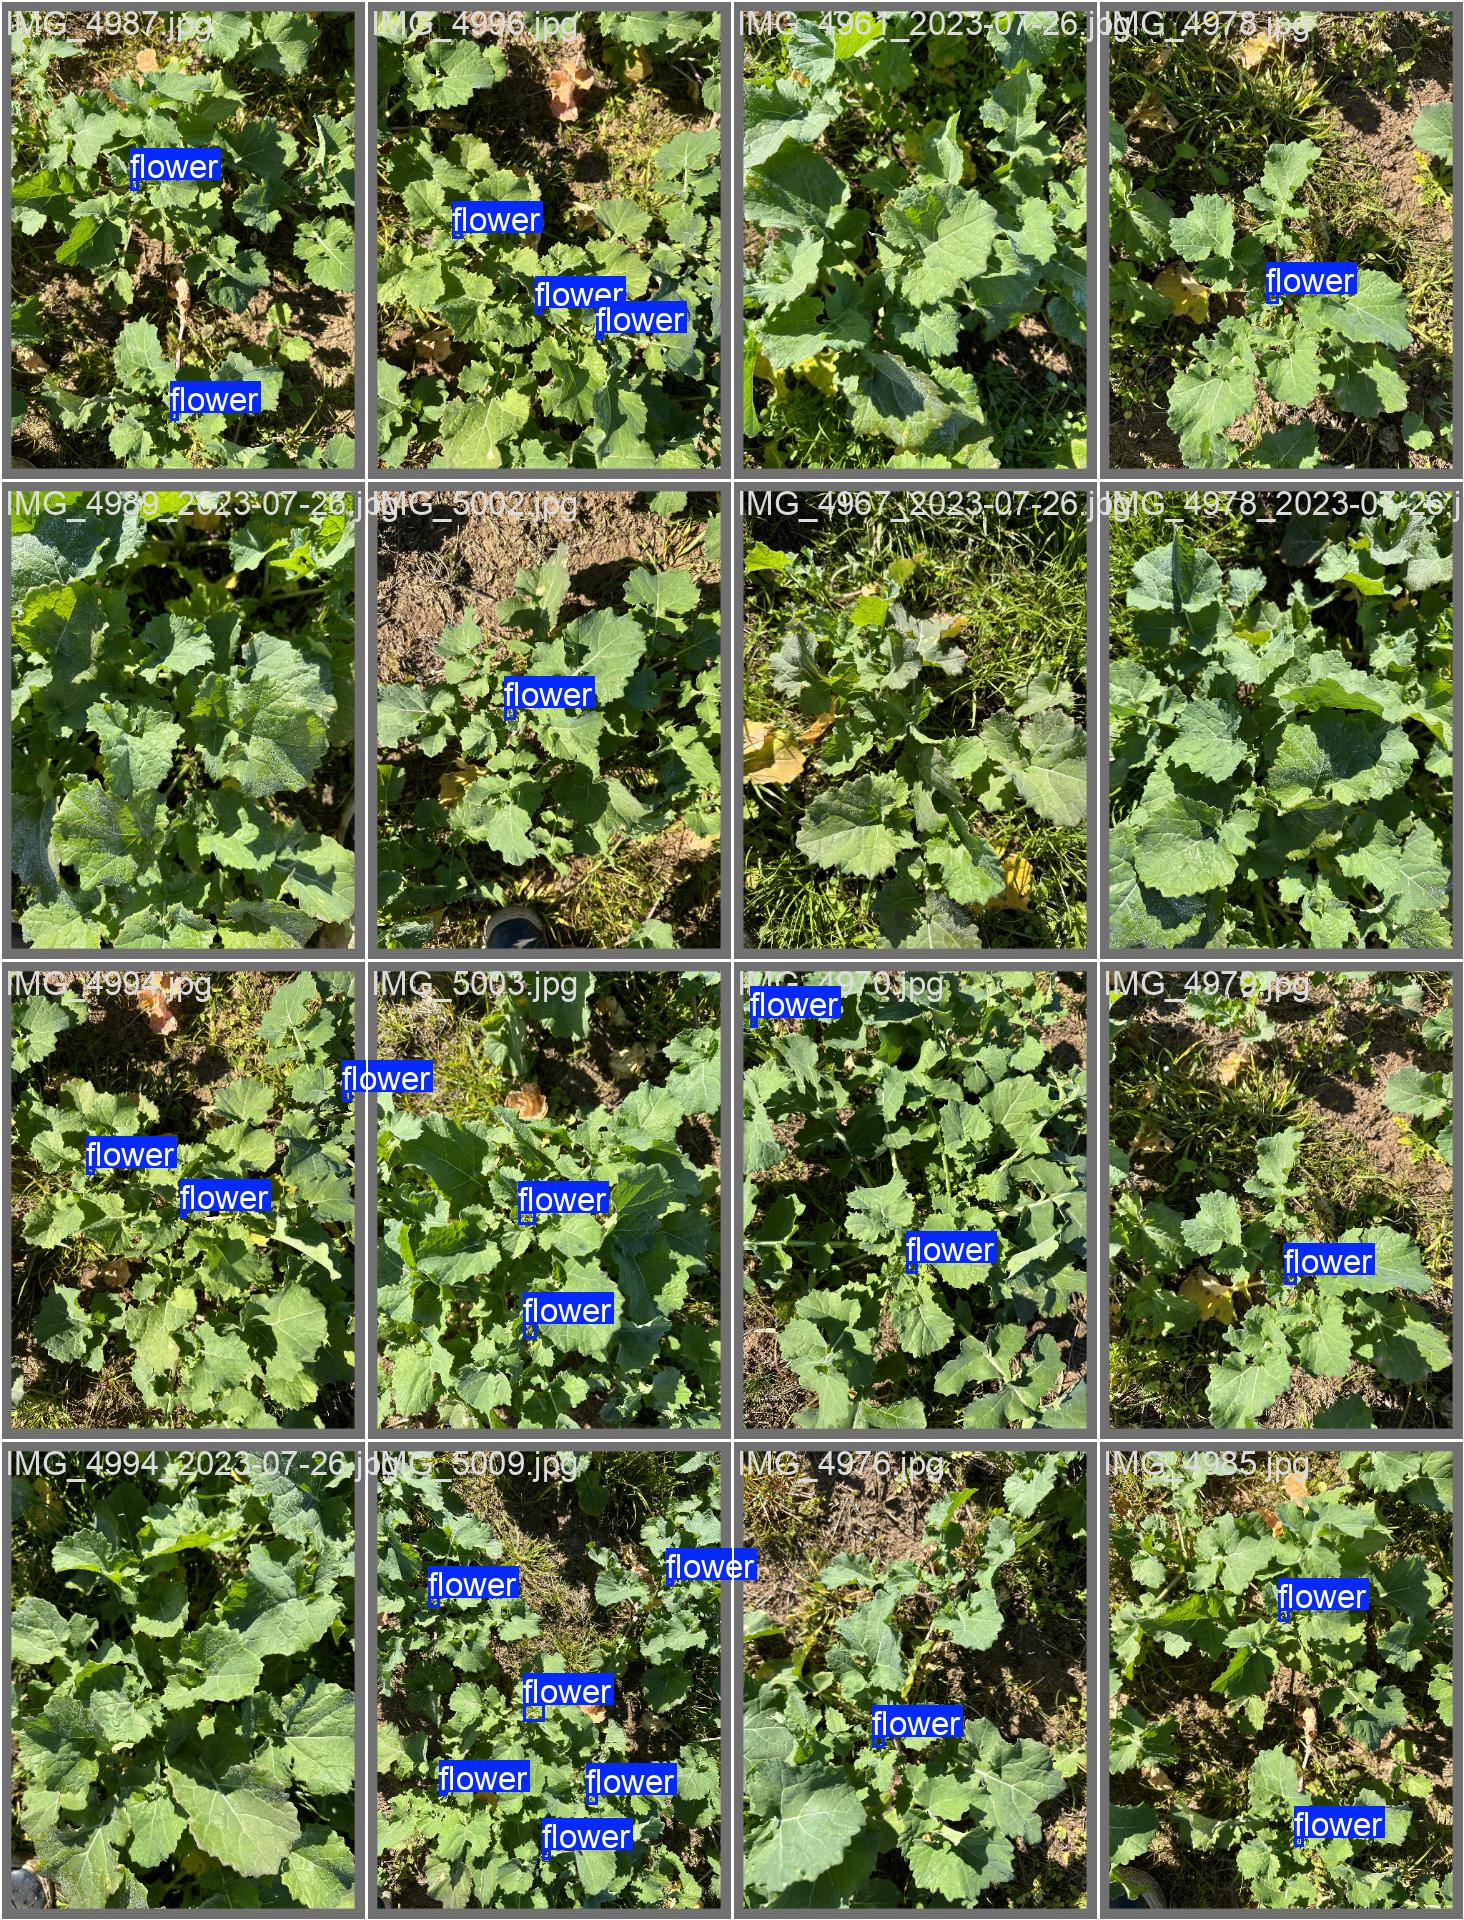 IMG_4987.jpg
flower
flower
IMG_4996.jpg
flower
flower
flower
IMG_4961_2023-07-26.jpg
IMG_4978.jpg
flower
IMG_4989_2023-07-26.jpg
IMG_5002.jpg
flower
IMG_4967_2023-07-26.jpg
IMG_4978_2023-07-26.j
IMG_4994.jpg
flower
flower
flower
IMG_5003.jpg
flower
flower
IMG_4970.jpg
flower
flower
IMG_4979.jpg
flower
IMG_4994_2023-07-26.jpg
IMG_5009.jpg
flower
flower
flower
flower
flower
flower
IMG_4976.jpg
flower
IMG_4985.jpg
flower
flower